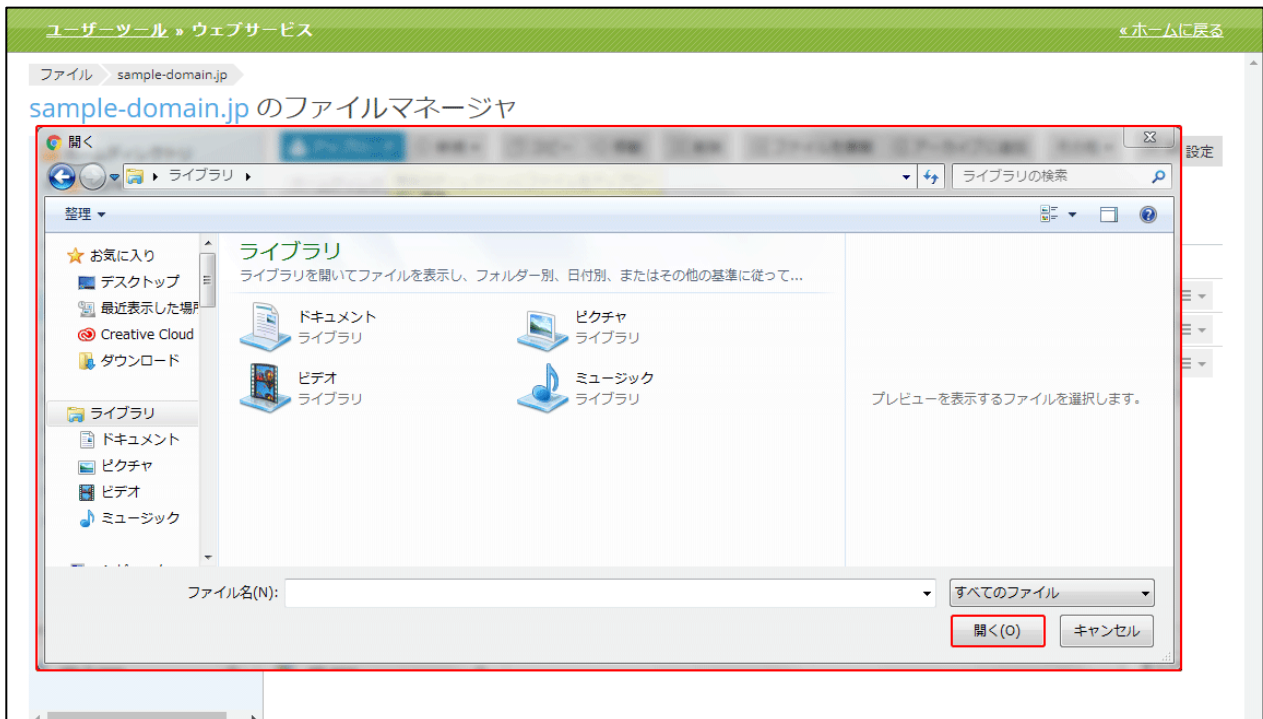 ユーザーツール » ウェブサービス
« ホームに戻る
ファイル
sample-domain.jp
sample-domain.jp のファイルマネージャ
開く
設定
ライブラリ
ライブラリの検索
整理
お気に入り
デスクトップ
最近表示した場所
Creative Cloud
ダウンロード
ライブラリ
ドキュメント
ピクチャ
ビデオ
ミュージック
ライブラリ
ライブラリを開いてファイルを表示し、フォルダー別、日付別、またはその他の基準に従って...
ドキュメント
ライブラリ
ピクチャ
ライブラリ
ビデオ
ライブラリ
ミュージック
ライブラリ
プレビューを表示するファイルを選択します。
ファイル名(N):
すべてのファイル
開く(O)
キャンセル